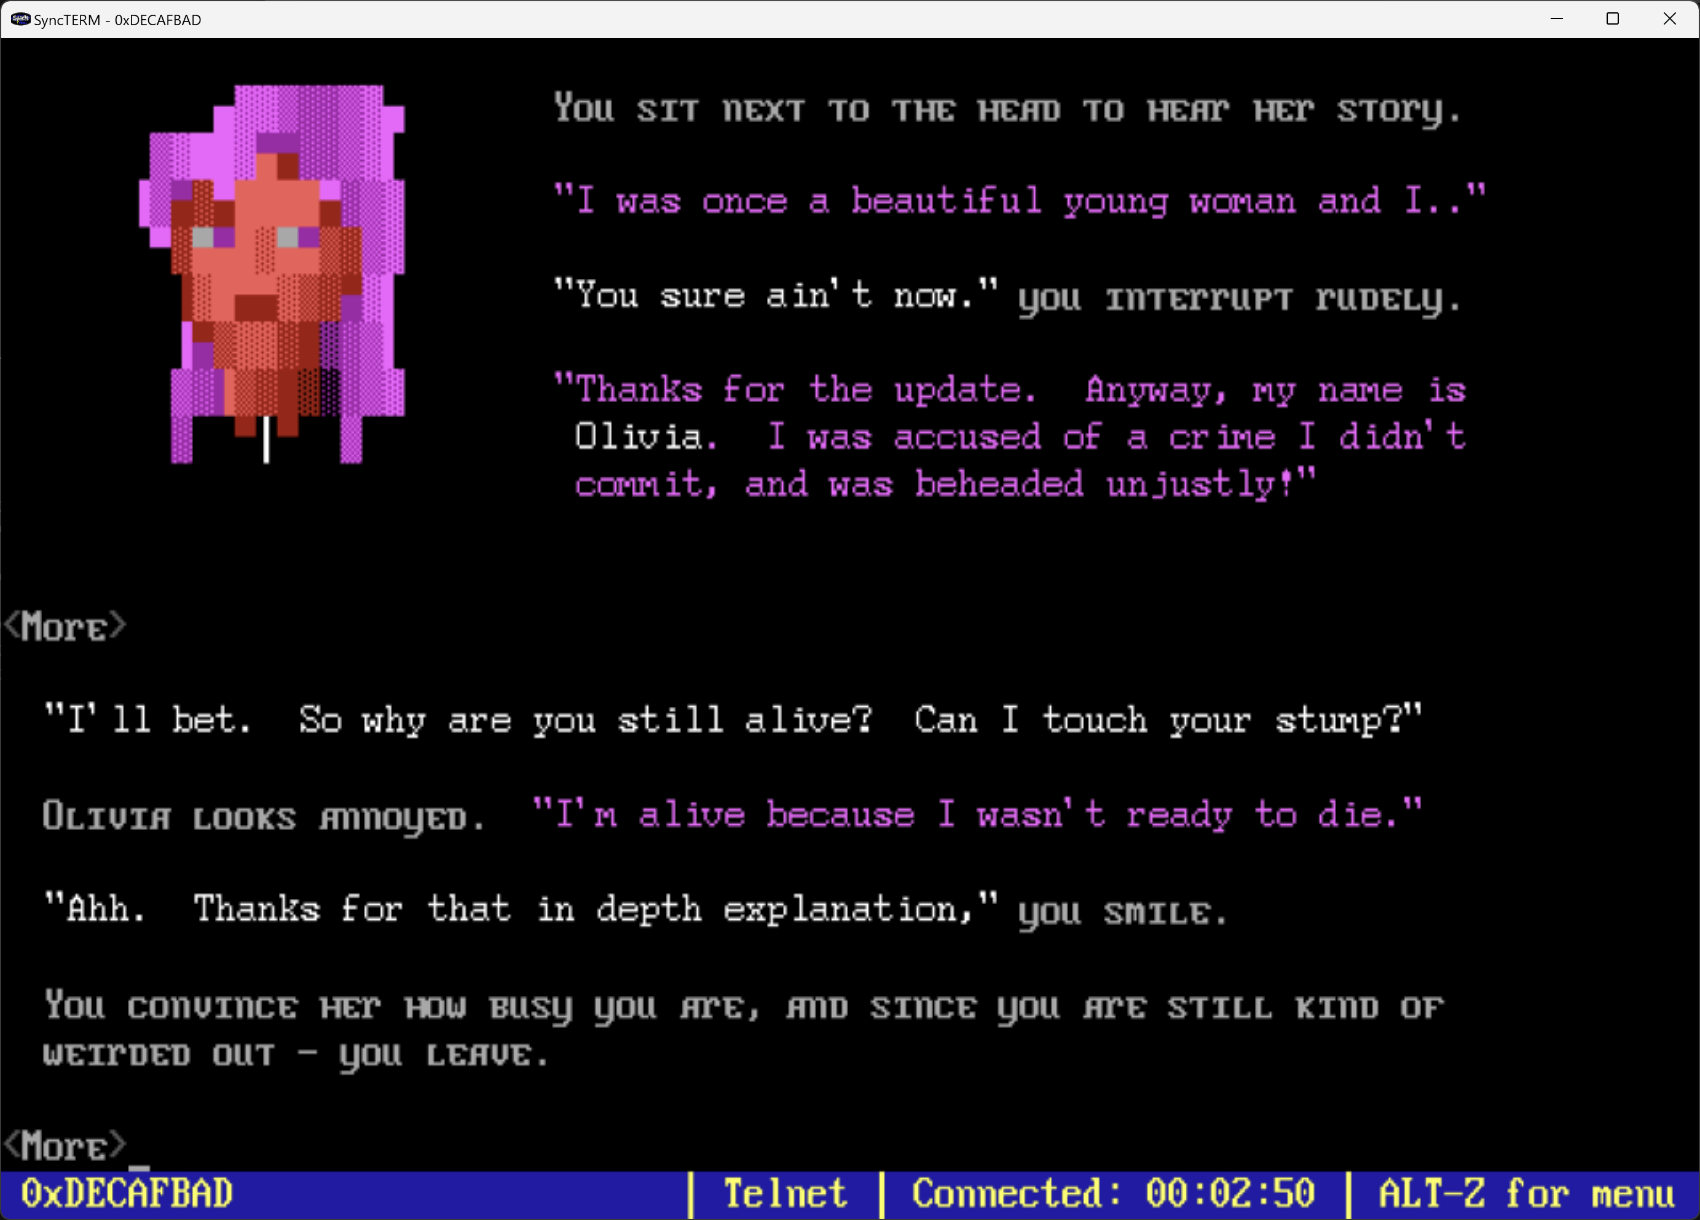 SyncTERM - 0xDECAFBAD
You sit next to the head to hear her story.
"I was once a beautiful young woman and I.."
"You sure ain't now." you interrupt rudely.
"Thanks for the update.  Anyway, my name is
Olivia.  I was accused of a crime I didn't
commit, and was beheaded unjustly!"
<More>
"I'll bet.  So why are you still alive?  Can I touch your stump?"
Olivia looks annoyed.  "I'm alive because I wasn't ready to die."
"Ahh.  Thanks for that in depth explanation," you smile.
You convince her how busy you are, and since you are still kind of
weirded out - you leave.
<More>
0xDECAFBAD | Telnet | Connected: 00:02:50 | ALT-Z for menu